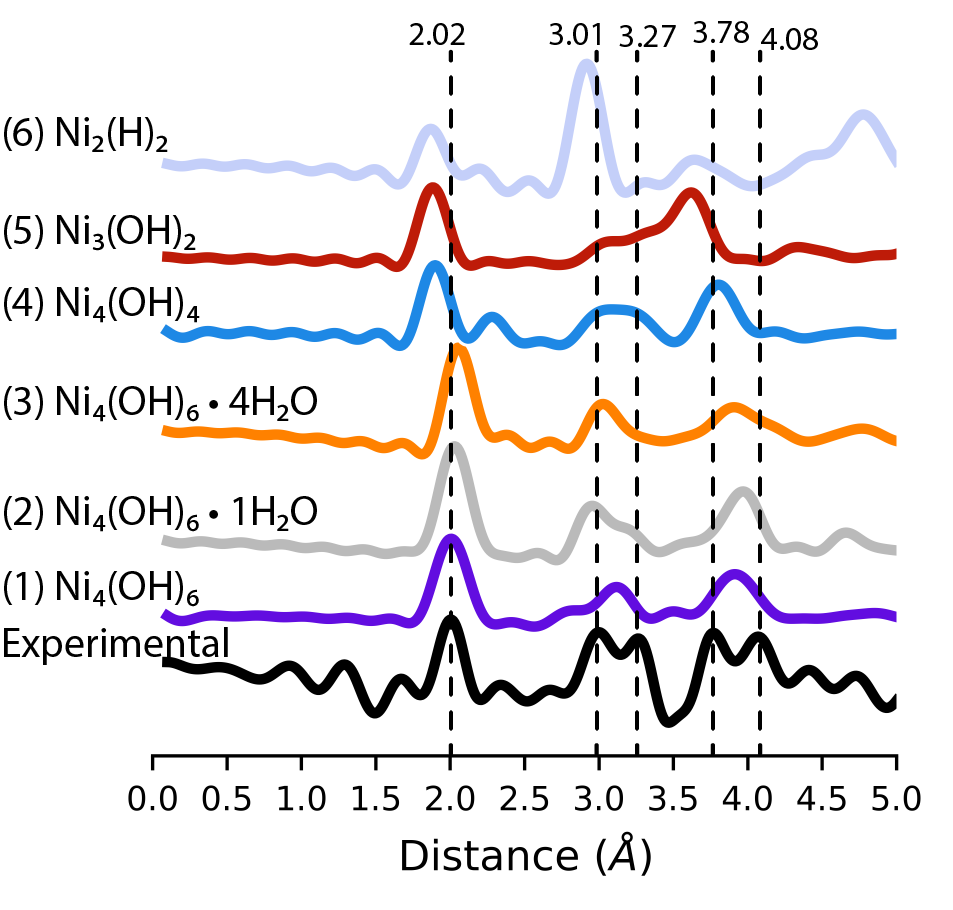 2.02 3.01 3.27 3.78 4.08
(6) Ni₂(H)₂
(5) Ni₃(OH)₂
(4) Ni₄(OH)₄
(3) Ni₄(OH)₆ • 4H₂O
(2) Ni₄(OH)₆ • 1H₂O
(1) Ni₄(OH)₆
Experimental
0.0 0.5 1.0 1.5 2.0 2.5 3.0 3.5 4.0 4.5 5.0
Distance (Å)